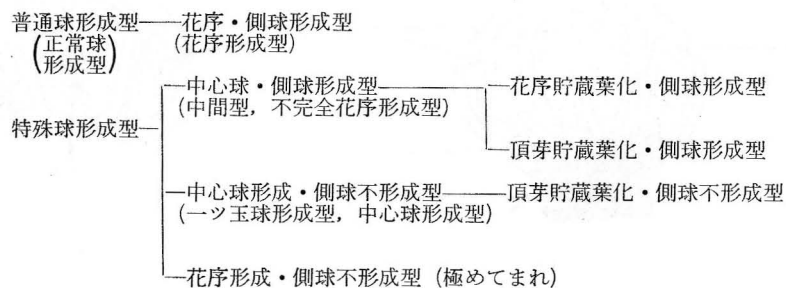 普通球形成型――花序・側球形成型
(正常球形成型) (花序形成型)
中心球・側球形成型――花序貯蔵葉化・側球形成型
(中間型，不完全花序形成型)
特殊球形成型
頂芽貯蔵葉化・側球形成型
中心球形成・側球不形成型――頂芽貯蔵葉化・側球不形成型
(一ッ玉球形成型，中心球形成型)
花序形成・側球不形成型 (極めてまれ)